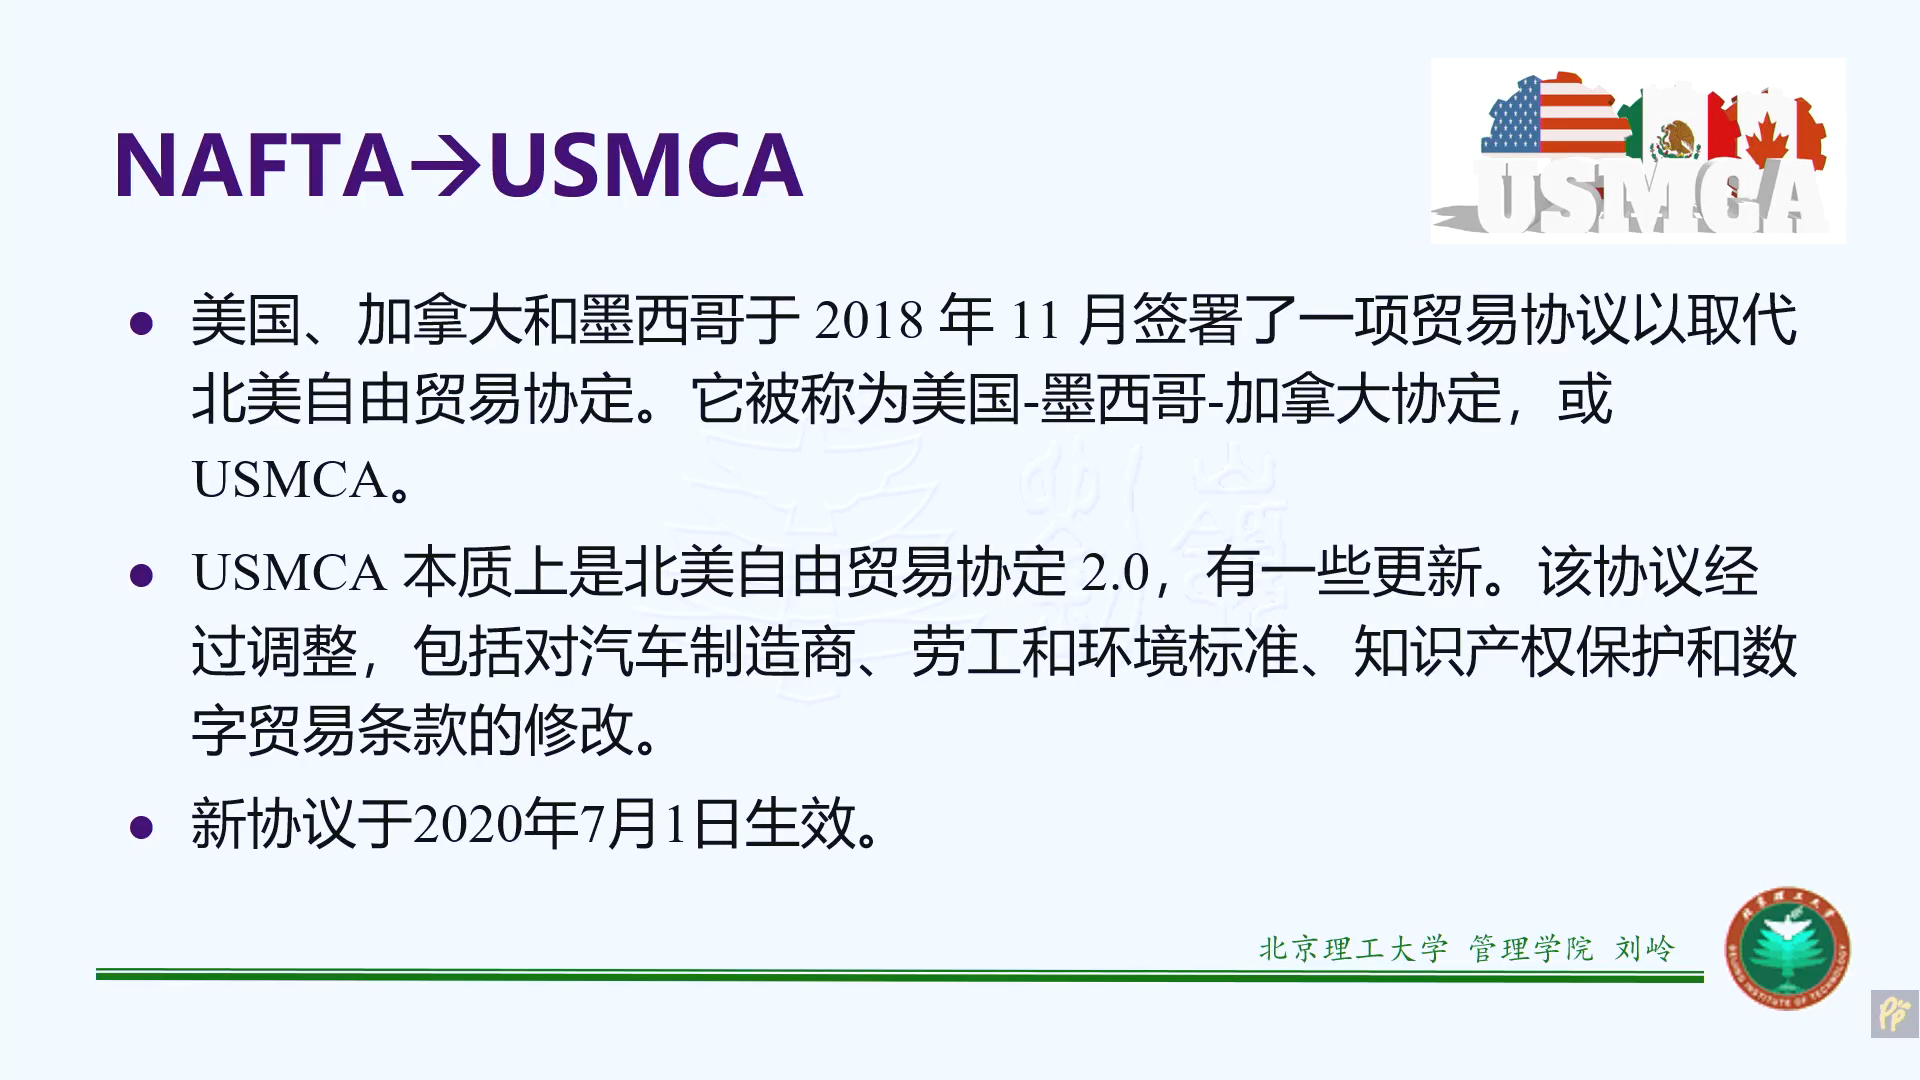 NAFTA→USMCA
USMCA
● 美国、加拿大和墨西哥于 2018 年 11 月签署了一项贸易协议以取代
北美自由贸易协定。它被称为美国-墨西哥-加拿大协定，或
USMCA。
● USMCA 本质上是北美自由贸易协定 2.0，有一些更新。该协议经
过调整，包括对汽车制造商、劳工和环境标准、知识产权保护和数
字贸易条款的修改。
● 新协议于2020年7月1日生效。
北京理工大学 管理学院 刘岭
北京理工大学
BEIJING INSTITUTE OF TECHNOLOGY
Pp